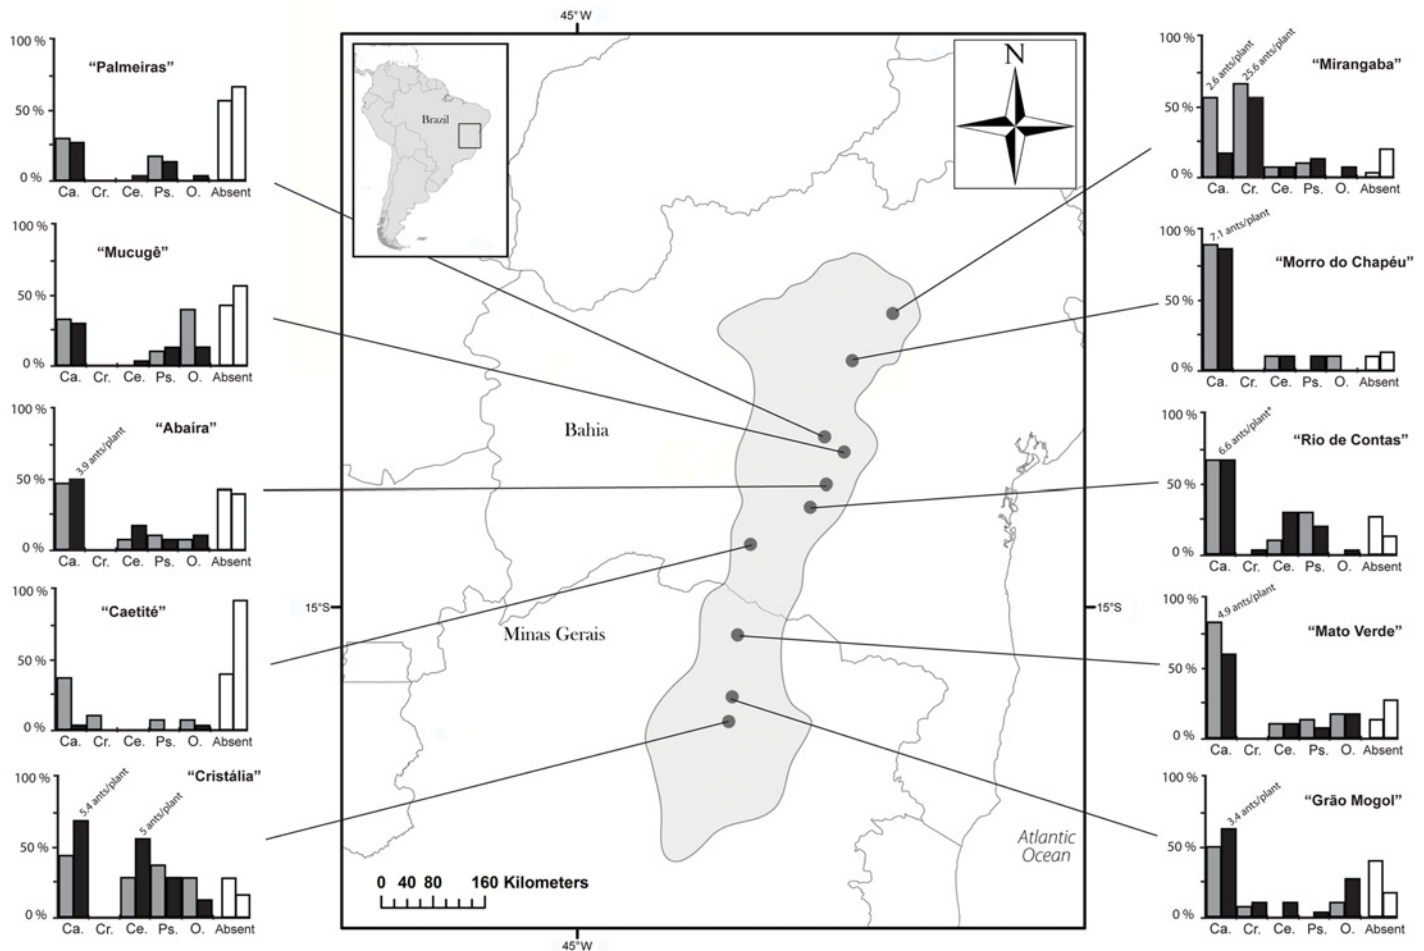 45°W
100 %
50 %
0 %
“Palmeiras”
Ca. Cr. Ce. Ps. O. Absent
“Mucugê”
100 %
50 %
0 %
Ca. Cr. Ce. Ps. O. Absent
“Abaíra”
100 %
50 %
0 %
3.9 ants/plant
Ca. Cr. Ce. Ps. O. Absent
“Caetité”
100 %
50 %
0 %
Ca. Cr. Ce. Ps. O. Absent
“Cristália”
100 %
50 %
0 %
5.4 ants/plant
5 ants/plant
Ca. Cr. Ce. Ps. O. Absent
Brazil
N
Bahia
15°S
15°S
Minas Gerais
Atlantic
Ocean
0 40 80 160 Kilometers
45°W
100 %
50 %
0 %
2.6 ants/plant
25.6 ants/plant
“Mirangaba”
Ca. Cr. Ce. Ps. O. Absent
100 %
50 %
0 %
7.1 ants/plant
“Morro do Chapéu”
Ca. Cr. Ce. Ps. O. Absent
100 %
50 %
0 %
6.6 ants/plant*
“Rio de Contas”
Ca. Cr. Ce. Ps. O. Absent
100 %
50 %
0 %
4.9 ants/plant
“Mato Verde”
Ca. Cr. Ce. Ps. O. Absent
100 %
50 %
0 %
3.4 ants/plant
“Grão Mogol”
Ca. Cr. Ce. Ps. O. Absent